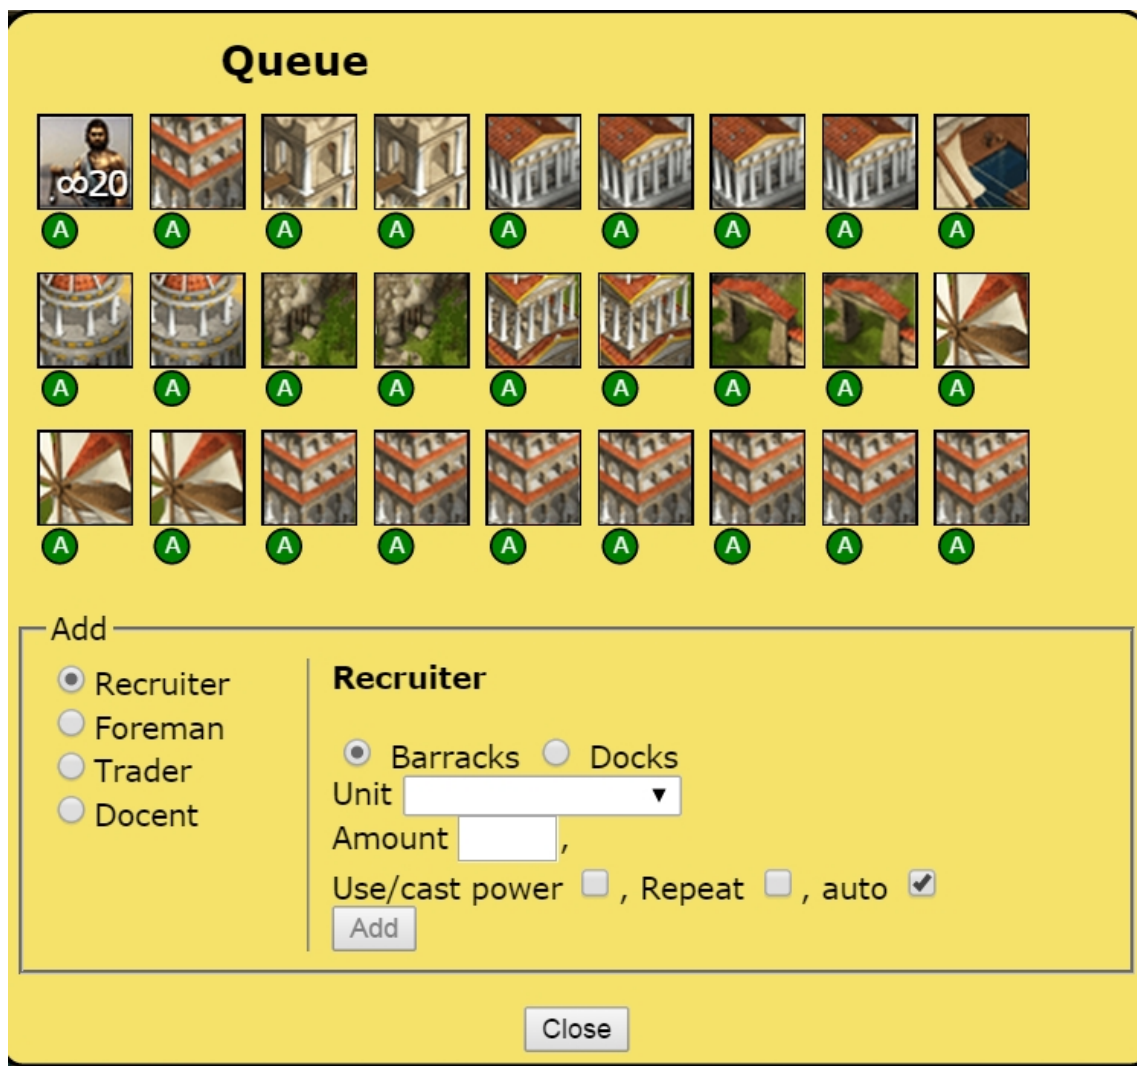 Queue
∞20
A A A A A A A A A
A A A A A A A A A
A A A A A A A A A
Add
Recruiter
Foreman
Trader
Docent
Recruiter
Barracks Docks
Unit
Amount ,
Use/cast power , Repeat , auto
Add
Close